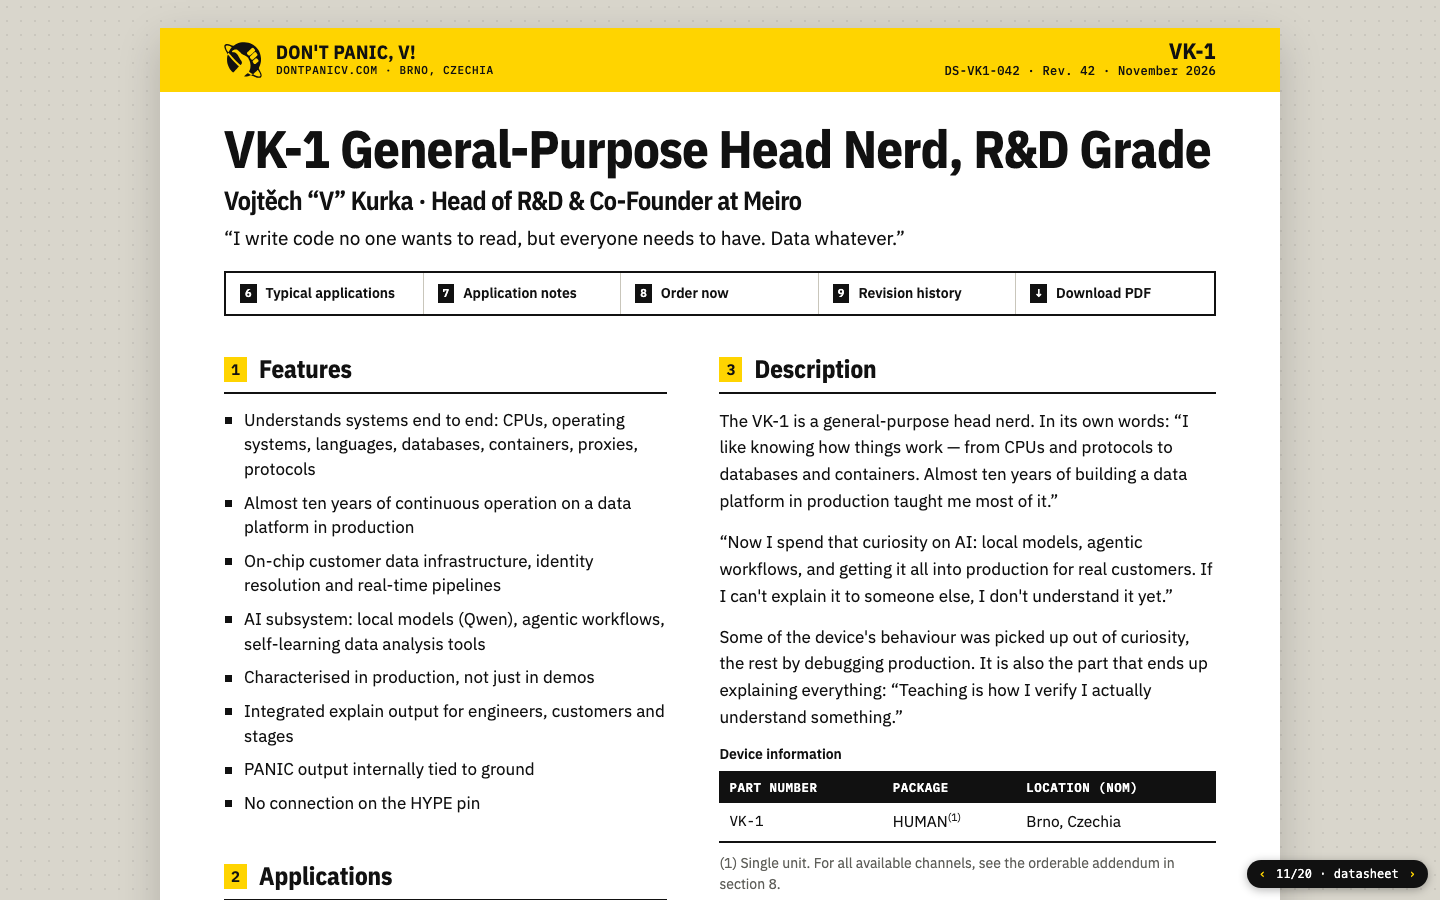 DON'T PANIC, V!
DONTPANICV.COM · BRNO, CZECHIA
VK-1
DS-VK1-042 · Rev. 42 · November 2026
VK-1 General-Purpose Head Nerd, R&D Grade
Vojtěch “V” Kurka · Head of R&D & Co-Founder at Meiro
“I write code no one wants to read, but everyone needs to have. Data whatever.”
6 Typical applications
7 Application notes
8 Order now
9 Revision history
↓ Download PDF
1 Features
Understands systems end to end: CPUs, operating
systems, languages, databases, containers, proxies,
protocols
Almost ten years of continuous operation on a data
platform in production
On-chip customer data infrastructure, identity
resolution and real-time pipelines
AI subsystem: local models (Qwen), agentic workflows,
self-learning data analysis tools
Characterised in production, not just in demos
Integrated explain output for engineers, customers and
stages
PANIC output internally tied to ground
No connection on the HYPE pin
2 Applications
3 Description
The VK-1 is a general-purpose head nerd. In its own words: “I
like knowing how things work — from CPUs and protocols to
databases and containers. Almost ten years of building a data
platform in production taught me most of it.”
“Now I spend that curiosity on AI: local models, agentic
workflows, and getting it all into production for real customers. If
I can't explain it to someone else, I don't understand it yet.”
Some of the device's behaviour was picked up out of curiosity,
the rest by debugging production. It is also the part that ends up
explaining everything: “Teaching is how I verify I actually
understand something.”
Device information
PART NUMBER PACKAGE LOCATION (NOM)
VK-1 HUMAN(1) Brno, Czechia
(1) Single unit. For all available channels, see the orderable addendum in
section 8.
‹ 11/20 · datasheet ›